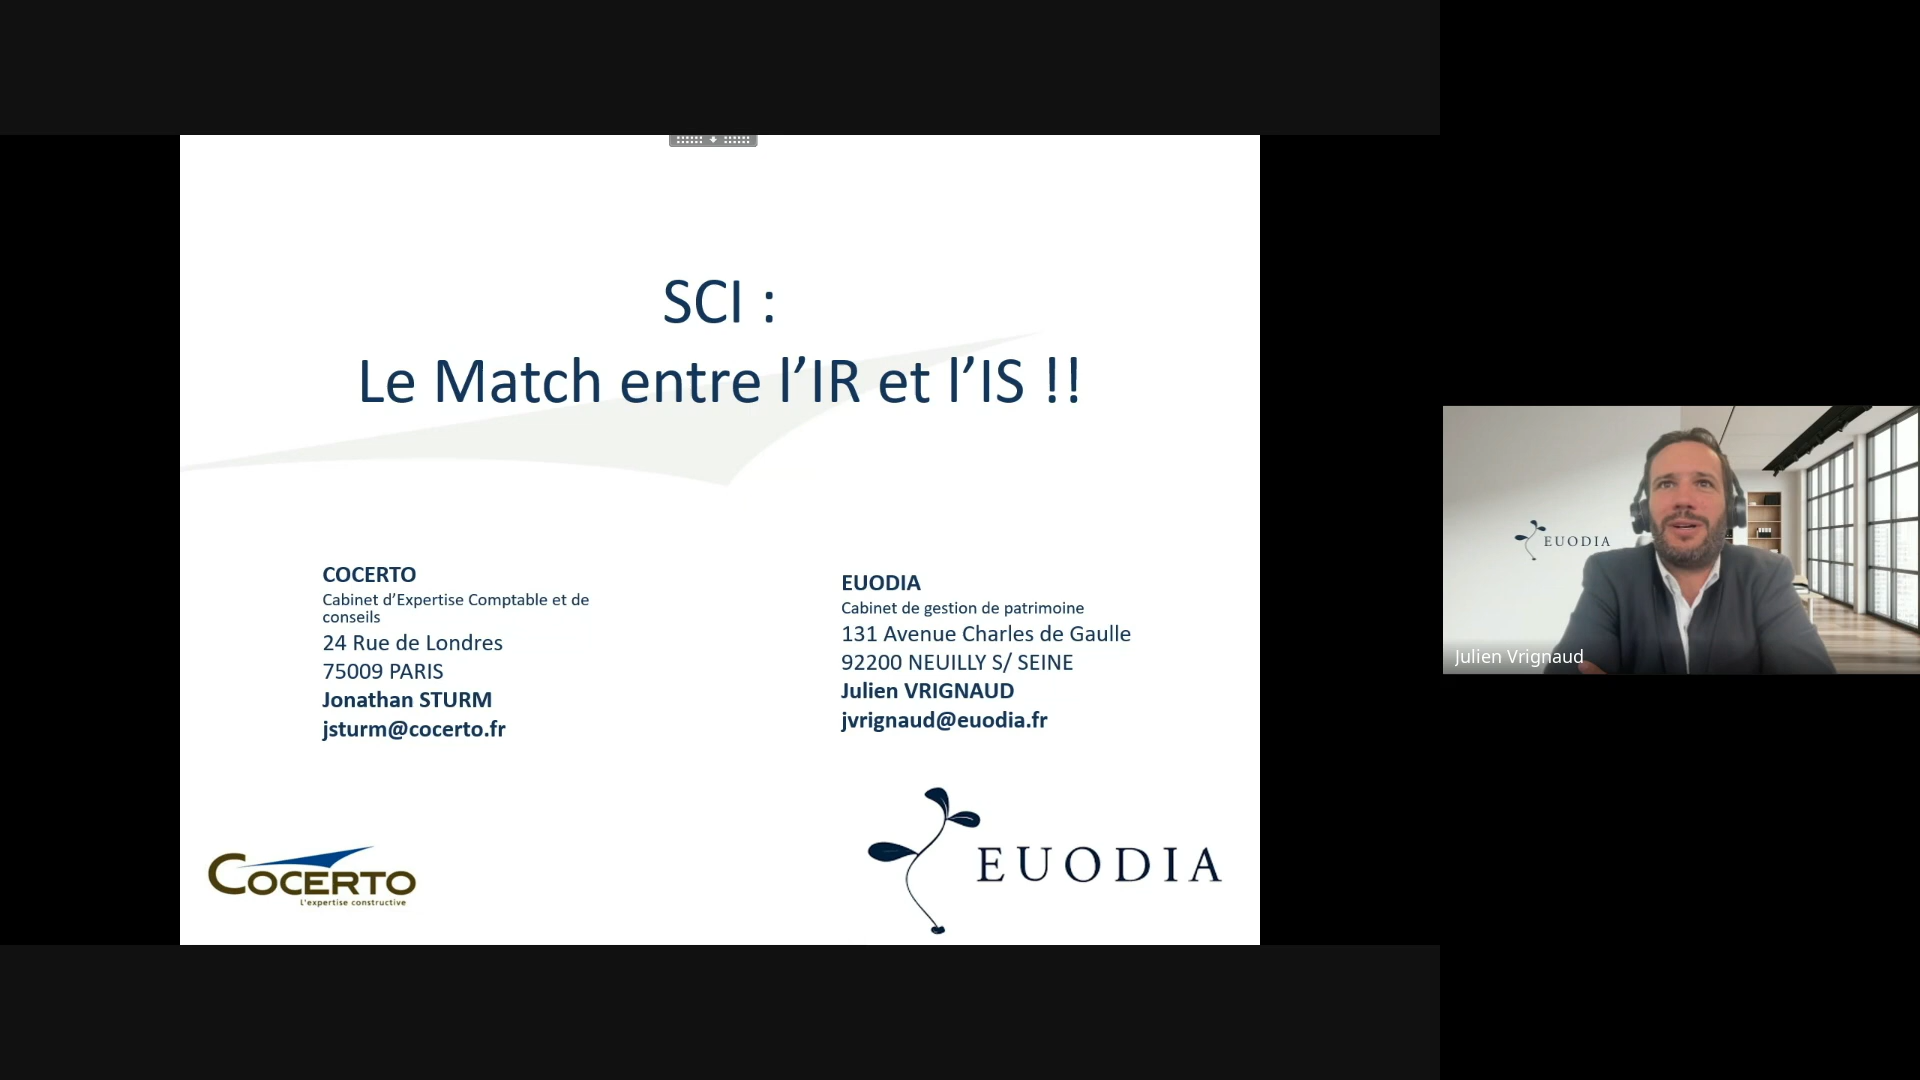 SCI :
Le Match entre l’IR et l’IS !!
COCERTO
Cabinet d’Expertise Comptable et de
conseils
24 Rue de Londres
75009 PARIS
Jonathan STURM
jsturm@cocerto.fr
EUODIA
Cabinet de gestion de patrimoine
131 Avenue Charles de Gaulle
92200 NEUILLY S/ SEINE
Julien VRIGNAUD
jvrignaud@euodia.fr
COCERTO
L'expertise constructive
EUODIA
EUODIA
Julien Vrignaud